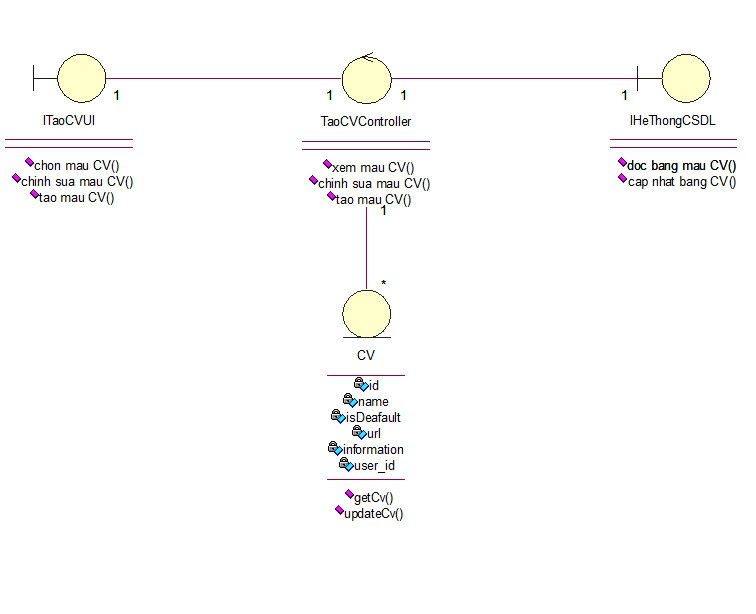 1
1
1
1
ITaoCVUI
TaoCVController
IHeThongCSDL
chon mau CV()
chinh sua mau CV()
tao mau CV()
xem mau CV()
chinh sua mau CV()
tao mau CV()
doc bang mau CV()
cap nhat bang CV()
1
*
CV
id
name
isDeafault
url
information
user_id
getCv()
updateCv()